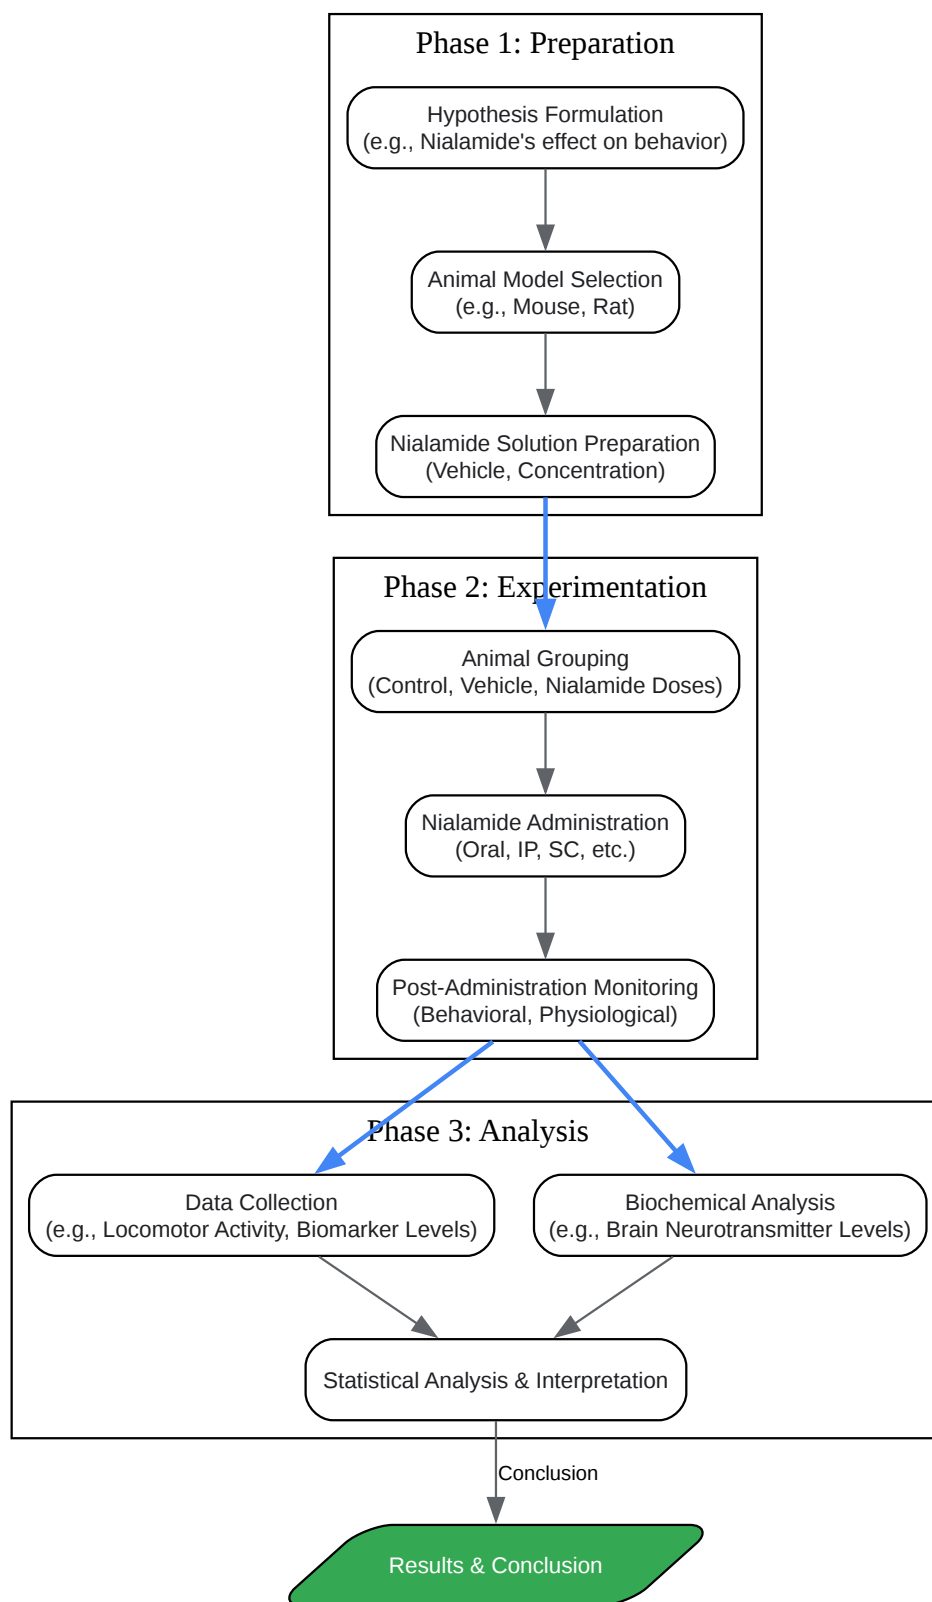 Phase 1: Preparation
Hypothesis Formulation
(e.g., Nialamide's effect on behavior)
Animal Model Selection
(e.g., Mouse, Rat)
Nialamide Solution Preparation
(Vehicle, Concentration)
Phase 2: Experimentation
Animal Grouping
(Control, Vehicle, Nialamide Doses)
Nialamide Administration
(Oral, IP, SC, etc.)
Post-Administration Monitoring
(Behavioral, Physiological)
Phase 3: Analysis
Data Collection
(e.g., Locomotor Activity, Biomarker Levels)
Biochemical Analysis
(e.g., Brain Neurotransmitter Levels)
Statistical Analysis & Interpretation
Conclusion
Results & Conclusion